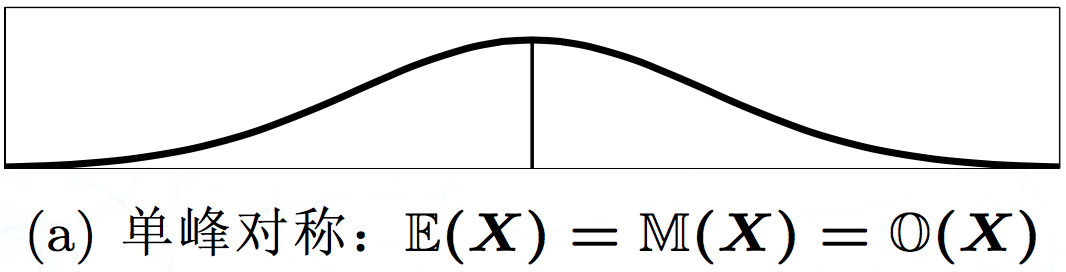 (a) 单峰对称：𝔼(𝑿) = 𝕄(𝑿) = 𝕆(𝑿)